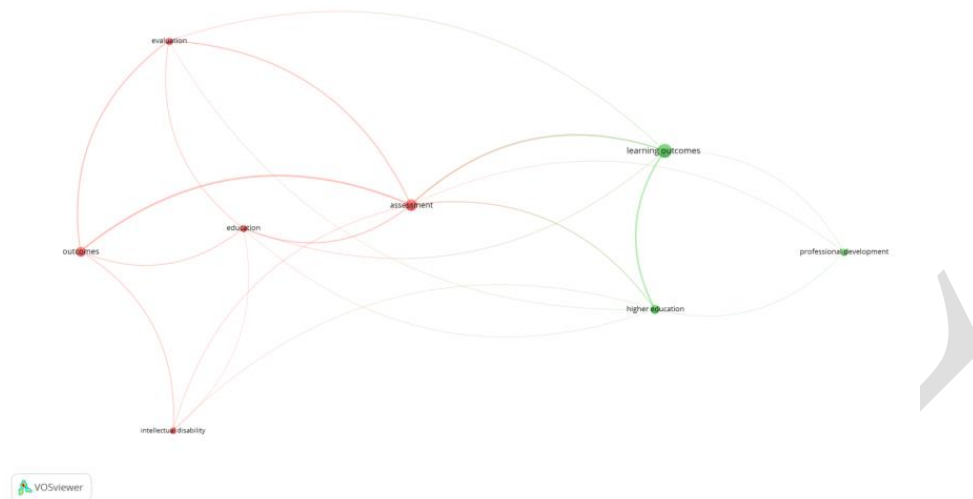 evaluation
learning outcomes
assessment
education
outcomes
professional development
higher education
intellectual disability
VOSviewer